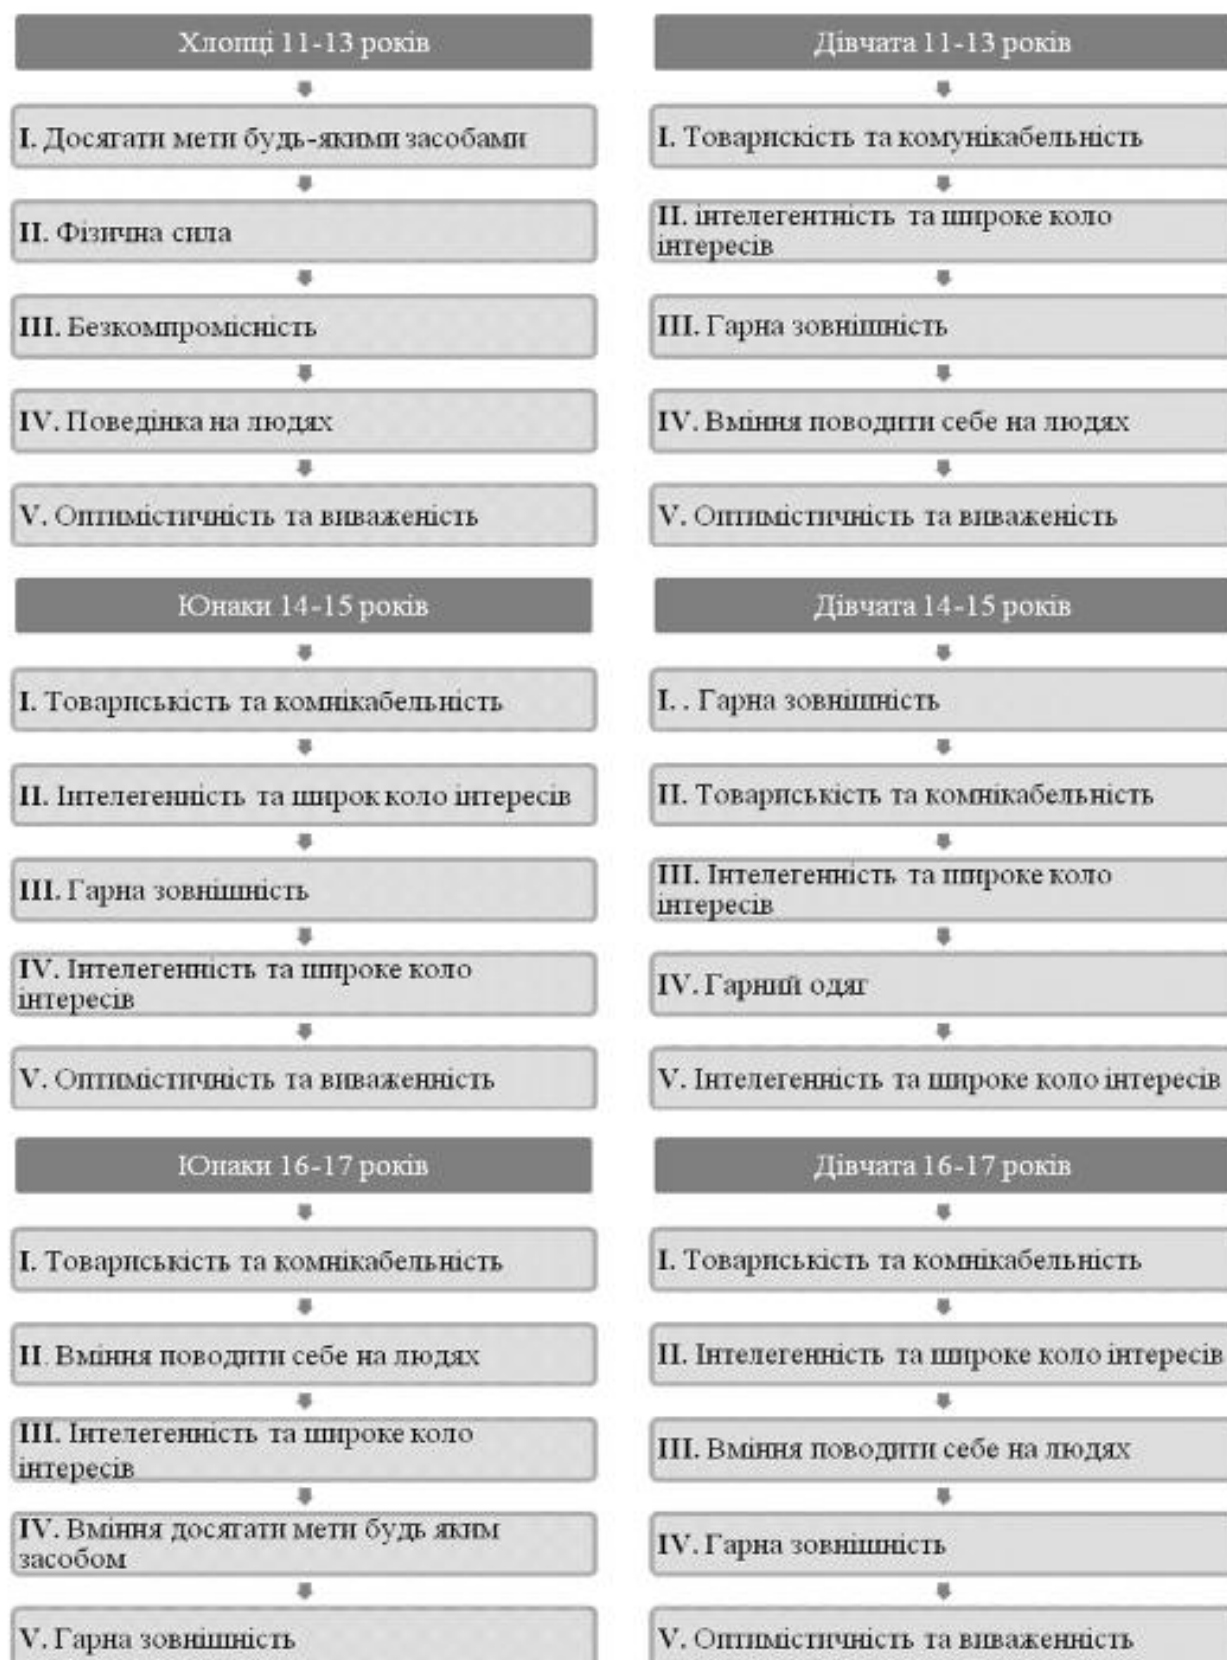 Хлопці 11-13 років
I. Досягати мети будь-якими засобами
II. Фізична сила
III. Безкомпромісність
IV. Поведінка на людях
V. Оптимістичність та виваженість
Дівчата 11-13 років
I. Товарискість та комунікабельність
II. інтелегентність та широке коло
інтересів
III. Гарна зовнішність
IV. Вміння поводити себе на людях
V. Оптимістичність та виваженість
Юнаки 14-15 років
I. Товариськість та комнікабельність
II. Інтелегенність та широк коло інтересів
III. Гарна зовнішність
IV. Інтелегенність та широке коло
інтересів
V. Оптимістичність та виваженність
Дівчата 14-15 років
I. . Гарна зовнішність
II. Товариськість та комнікабельність
III. Інтелегенність та широке коло
інтересів
IV. Гарний одяг
V. Інтелегенність та широке коло інтересів
Юнаки 16-17 років
I. Товариськість та комнікабельність
II. Вміння поводити себе на людях
III. Інтелегенність та широке коло
інтересів
IV. Вміння досягати мети будь яким
засобом
V. Гарна зовнішність
Дівчата 16-17 років
I. Товариськість та комнікабельність
II. Інтелегенність та широке коло інтересів
III. Вміння поводити себе на людях
IV. Гарна зовнішність
V. Оптимістичність та виваженність